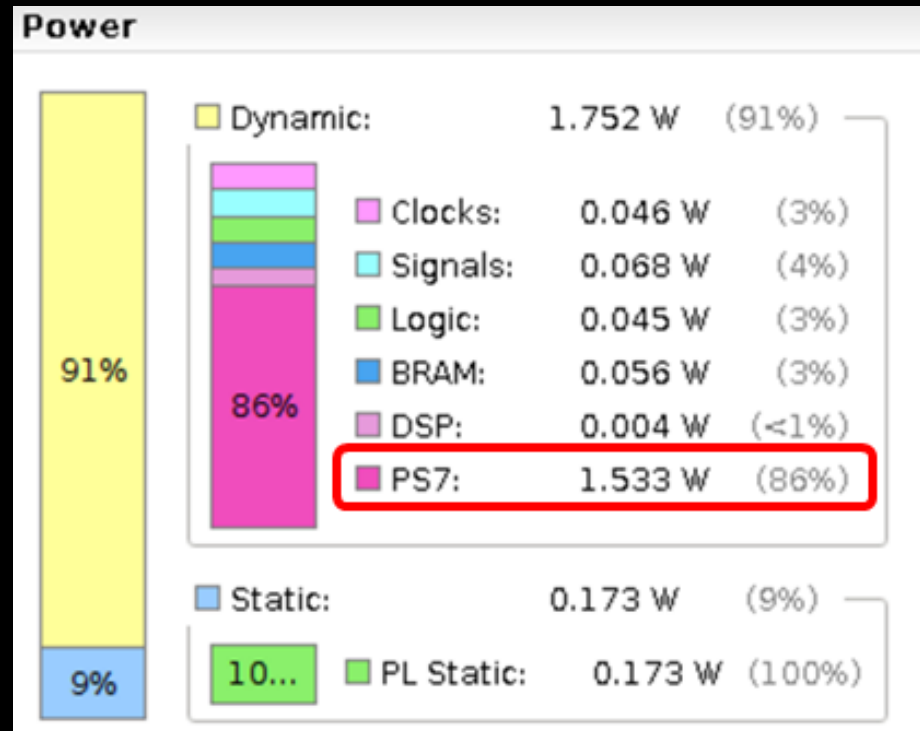 Power
Dynamic: 1.752 W (91%)
Clocks: 0.046 W (3%)
Signals: 0.068 W (4%)
Logic: 0.045 W (3%)
BRAM: 0.056 W (3%)
91%
86%
DSP: 0.004 W (<1%)
PS7: 1.533 W (86%)
Static: 0.173 W (9%)
9%
10... PL Static: 0.173 W (100%)